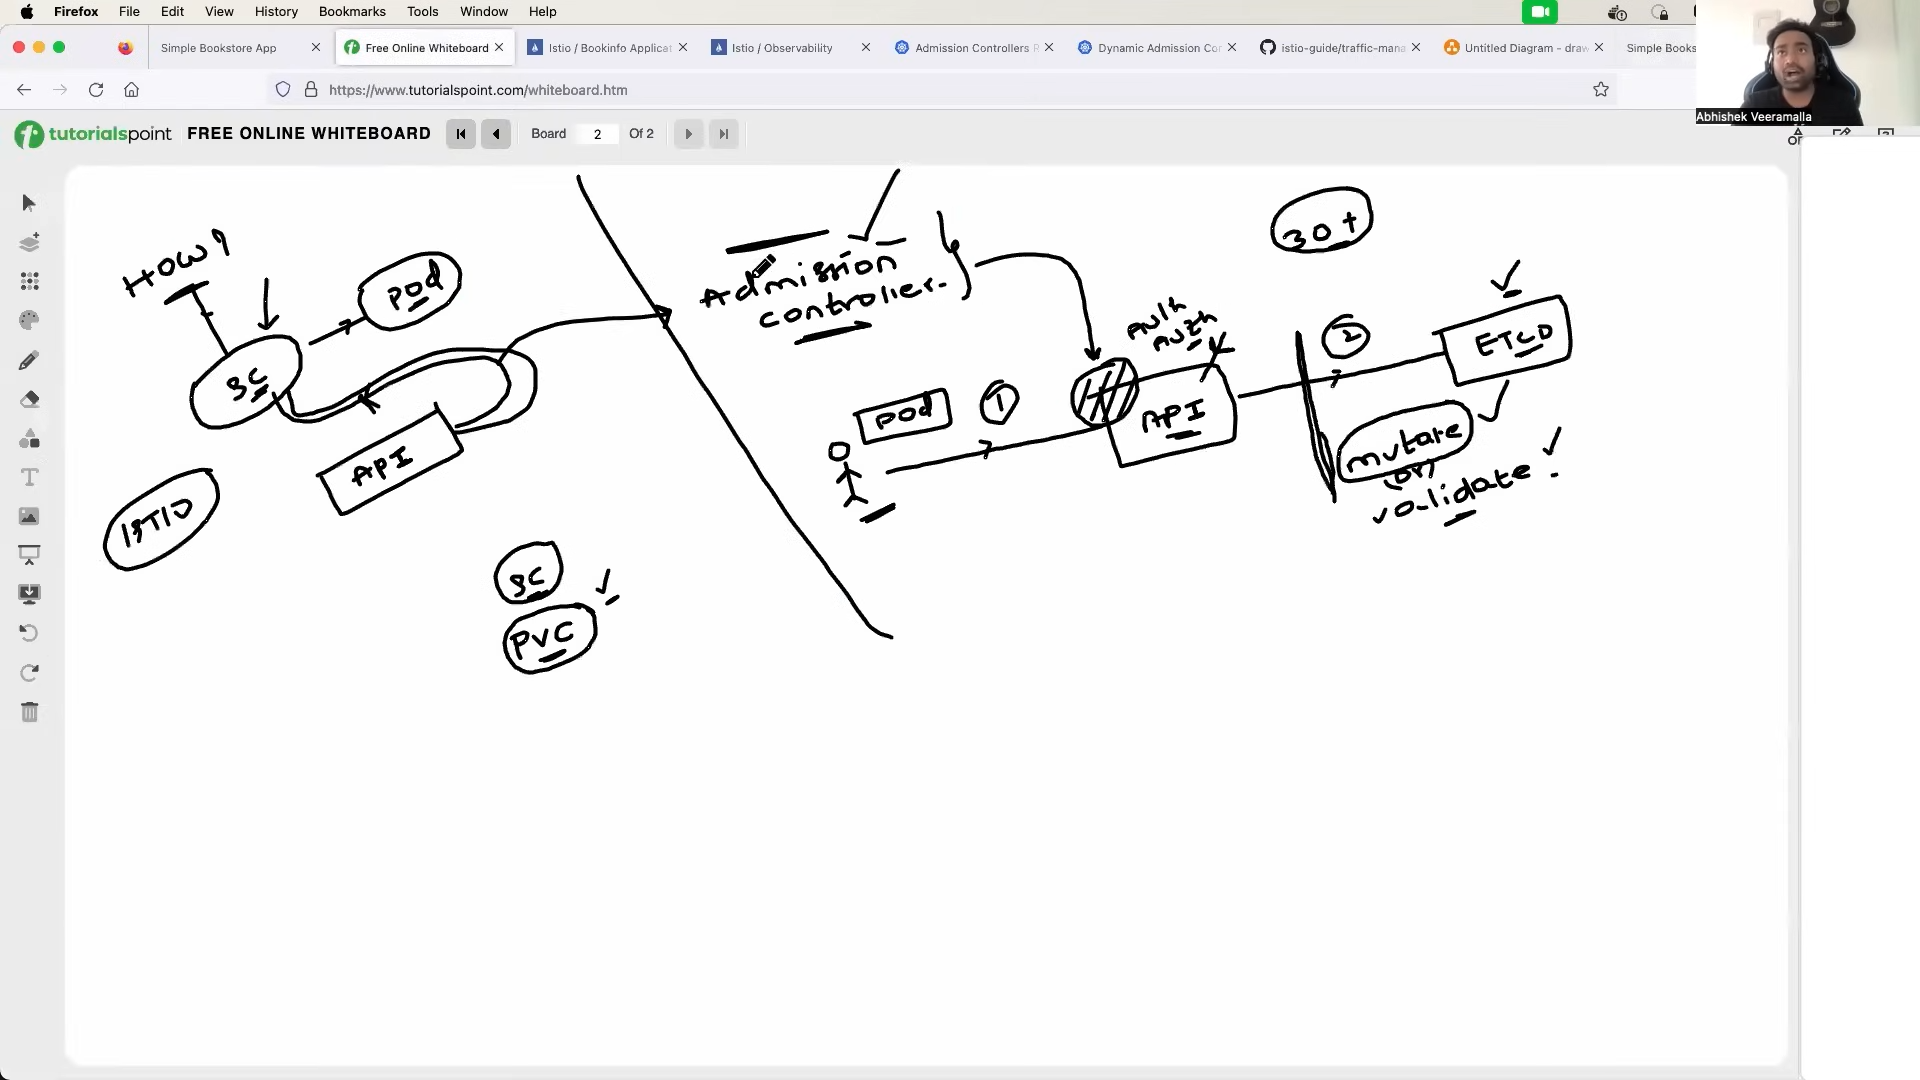 Firefox File Edit View History Bookmarks Tools Window Help
Simple Bookstore App
Free Online Whiteboard
Istio / Bookinfo Applicat
Istio / Observability
Admission Controllers R
Dynamic Admission Co
istio-guide/traffic-mana
Untitled Diagram - draw
Simple Books
https://www.tutorialspoint.com/whiteboard.htm
Abhishek Veeramalla
tutorialspoint FREE ONLINE WHITEBOARD Board 2 Of 2
HOW?
Pod
SC
API
ISTIO
SC
PVC
Admission
controller.
30+
Auth
Auzh
Pod
1
API
2
ETCD
mutate
(or)
validate